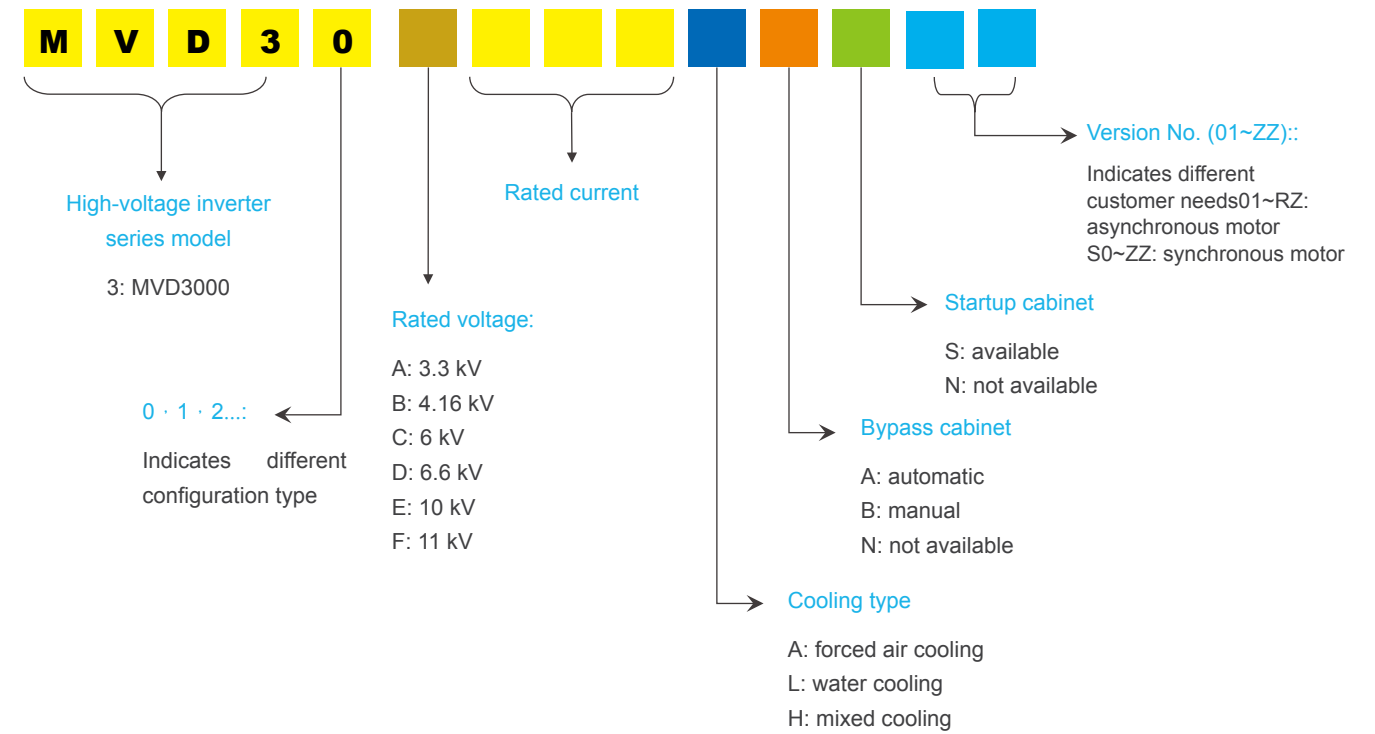 M V D 3 0
High-voltage inverter
series model
3: MVD3000
0 · 1 · 2...:
Indicates different
configuration type
Rated voltage:
A: 3.3 kV
B: 4.16 kV
C: 6 kV
D: 6.6 kV
E: 10 kV
F: 11 kV
Rated current
Cooling type
A: forced air cooling
L: water cooling
H: mixed cooling
Bypass cabinet
A: automatic
B: manual
N: not available
Startup cabinet
S: available
N: not available
Version No. (01~ZZ)::
Indicates different
customer needs01~RZ:
asynchronous motor
S0~ZZ: synchronous motor